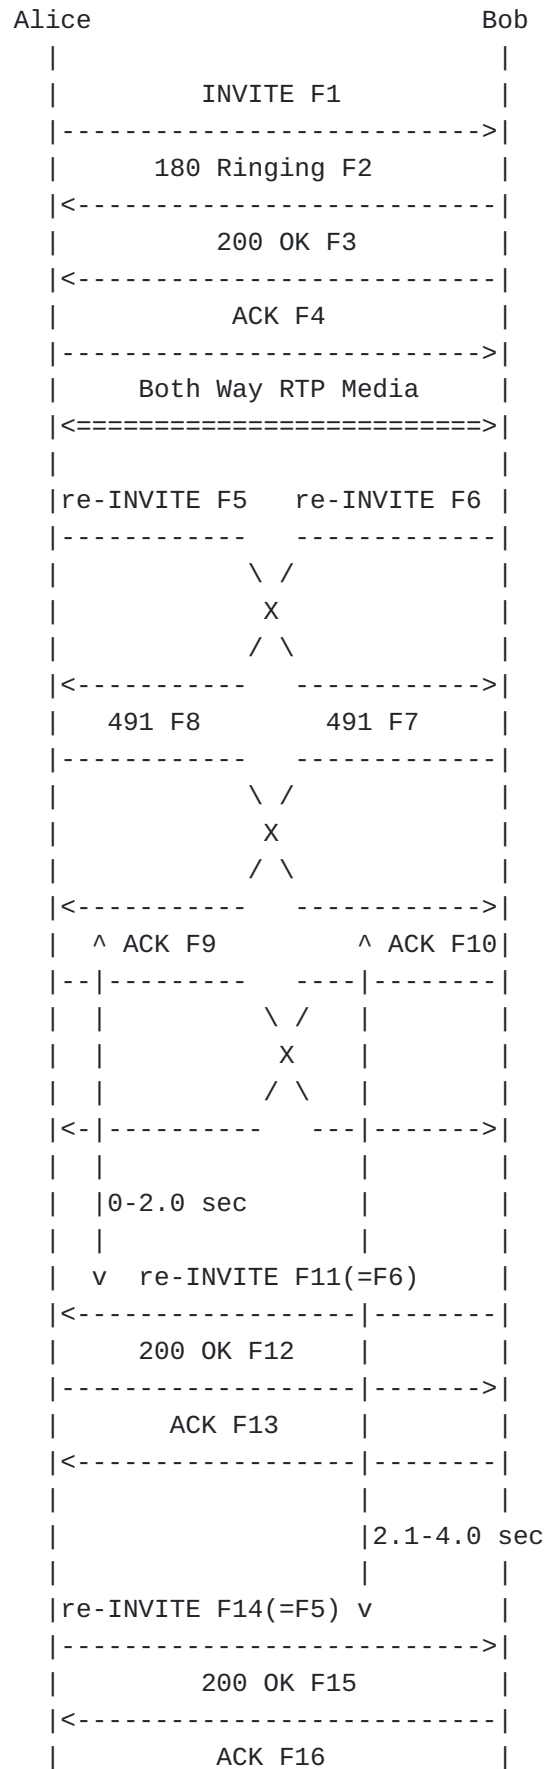 Alice                         Bob
  |                            |
  |         INVITE F1          |
  |--------------------------->|
  |      180 Ringing F2        |
  |<---------------------------|
  |          200 OK F3         |
  |<---------------------------|
  |           ACK F4           |
  |--------------------------->|
  |     Both Way RTP Media     |
  |<==========================>|
  |                            |
  |re-INVITE F5   re-INVITE F6 |
  |------------   -------------|
  |            \ /             |
  |             X              |
  |            / \             |
  |<-----------   ------------>|
  |   491 F8        491 F7     |
  |------------   -------------|
  |            \ /             |
  |             X              |
  |            / \             |
  |<-----------   ------------>|
  |  ^ ACK F9         ^ ACK F10|
  |--|---------   ----|--------|
  |  |          \ /   |        |
  |  |           X    |        |
  |  |          / \   |        |
  |<-|----------   ---|------->|
  |  |                |        |
  |  |0-2.0 sec       |        |
  |  |                |        |
  |  v  re-INVITE F11(=F6)     |
  |<------------------|--------|
  |     200 OK F12    |        |
  |-------------------|------->|
  |       ACK F13     |        |
  |<------------------|--------|
  |                   |        |
  |                   |2.1-4.0 sec
  |                   |        |
  |re-INVITE F14(=F5) v        |
  |--------------------------->|
  |         200 OK F15         |
  |<---------------------------|
  |          ACK F16           |